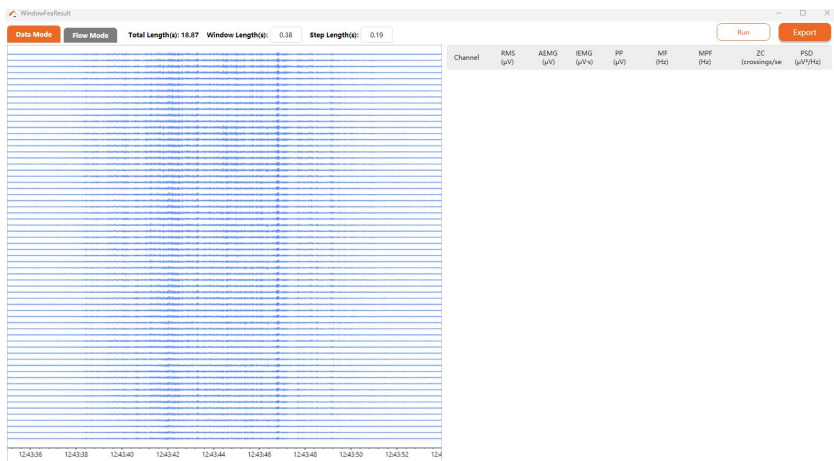 WindowFeaResult
Data Mode Flow Mode Total Length(s): 18.87 Window Length(s): 0.38 Step Length(s): 0.19 Run Export
Channel RMS (μV) AEMG (μV) IEMG (μV·s) PP (μV) MF (Hz) MPF (Hz) ZC (crossings/se PSD (μV²/Hz)
12:43:36 12:43:38 12:43:40 12:43:42 12:43:44 12:43:46 12:43:48 12:43:50 12:43:52 12:4